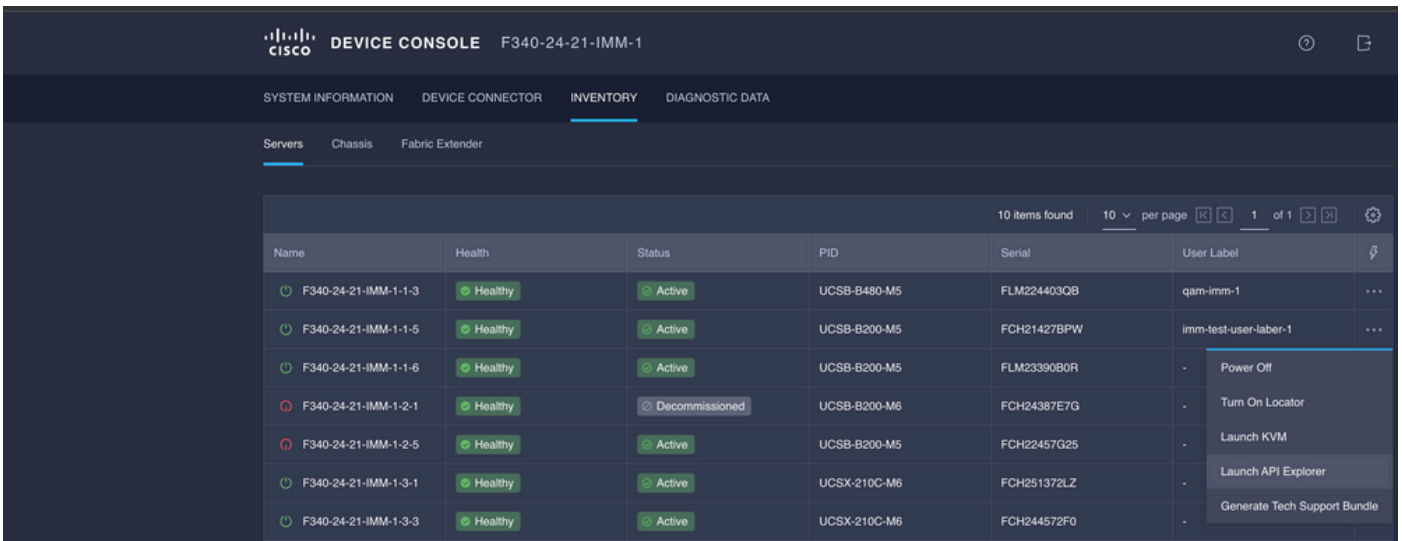 CISCO DEVICE CONSOLE F340-24-21-IMM-1
SYSTEM INFORMATION DEVICE CONNECTOR INVENTORY DIAGNOSTIC DATA
Servers Chassis Fabric Extender
10 items found 10 per page 1 of 1
Name Health Status PID Serial User Label
F340-24-21-IMM-1-1-3 Healthy Active UCSB-B480-M5 FLM224403QB qam-imm-1
F340-24-21-IMM-1-1-5 Healthy Active UCSB-B200-M5 FCH21427BPW imm-test-user-laber-1
F340-24-21-IMM-1-1-6 Healthy Active UCSB-B200-M5 FLM23390B0R -
F340-24-21-IMM-1-2-1 Healthy Decommissioned UCSB-B200-M6 FCH24387E7G -
F340-24-21-IMM-1-2-5 Healthy Active UCSB-B200-M5 FCH22457G25 -
F340-24-21-IMM-1-3-1 Healthy Active UCSX-210C-M6 FCH251372LZ -
F340-24-21-IMM-1-3-3 Healthy Active UCSX-210C-M6 FCH244572F0 -
Power Off
Turn On Locator
Launch KVM
Launch API Explorer
Generate Tech Support Bundle